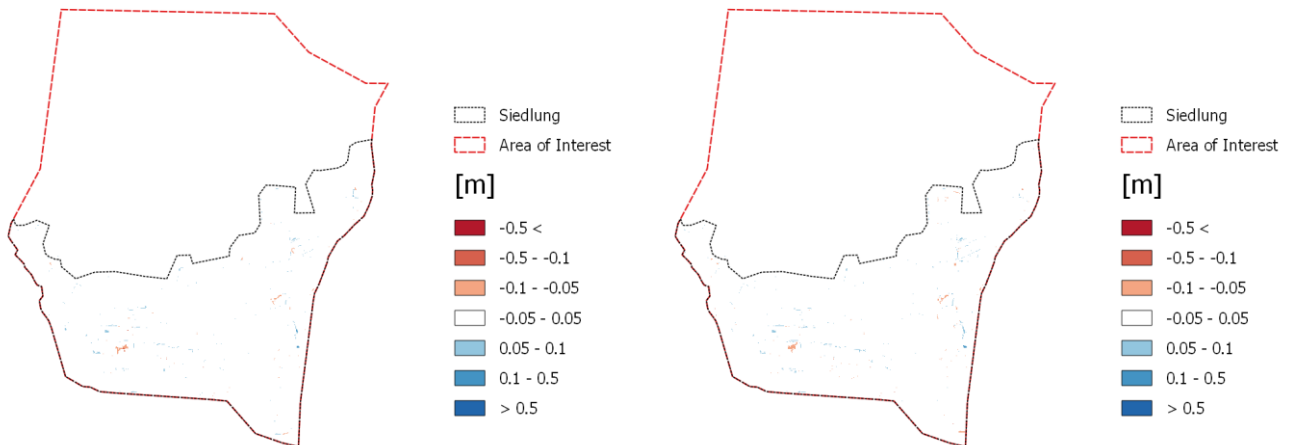 Siedlung
Area of Interest
[m]
-0.5 <
-0.5 - -0.1
-0.1 - -0.05
-0.05 - 0.05
0.05 - 0.1
0.1 - 0.5
> 0.5
Siedlung
Area of Interest
[m]
-0.5 <
-0.5 - -0.1
-0.1 - -0.05
-0.05 - 0.05
0.05 - 0.1
0.1 - 0.5
> 0.5